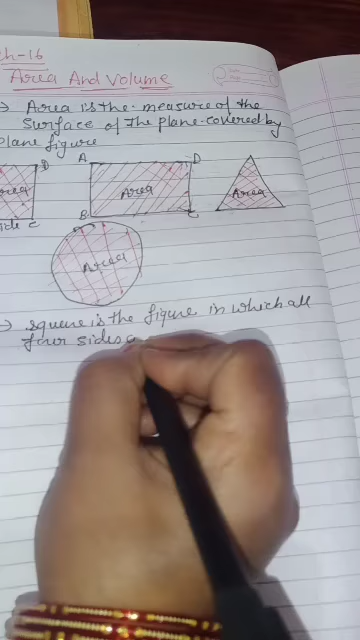 Ch-16
Area And Volume
→ Area is the measure of the
surface of the plane covered by
plane figure
A D
D
Area
Area
Area
B C
side C
Area
→ square is the figure in which all
four sides a